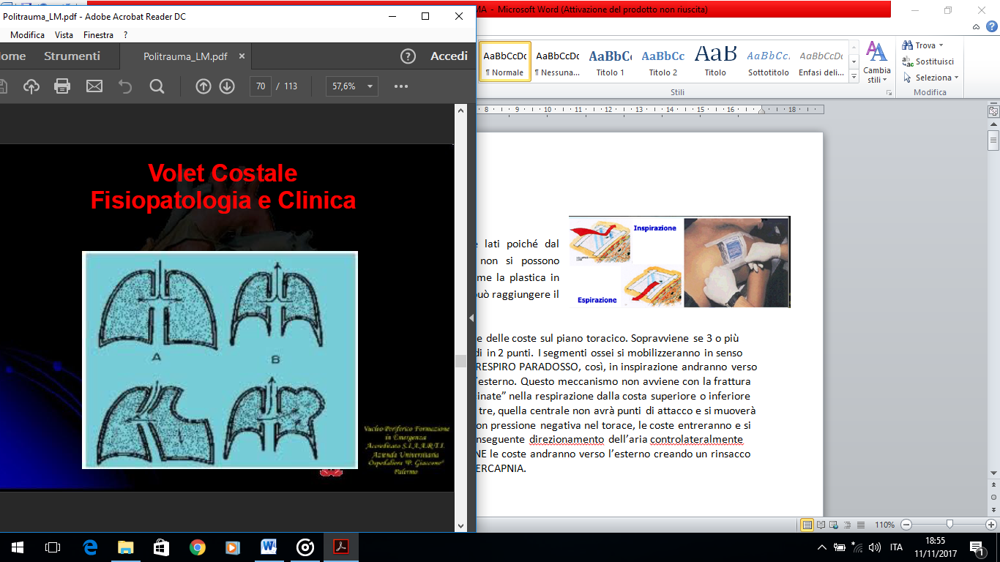 Politrauma_LM.pdf - Adobe Acrobat Reader DC
MA - Microsoft Word (Attivazione del prodotto non riuscita)
Modifica Vista Finestra ?
ome Strumenti Politrauma_LM.pdf × Accedi
70 / 113 57,6%
Volet Costale
Fisiopatologia e Clinica
A B
Nucleo Periferico Formazione
in Emergenza
Accreditato S.I.A.A.R.T.I.
Azienda Universitaria
Ospedaliera "P. Giaccone"
Palermo
AaBbCcDc AaBbCcDc AaBbC AaBbCc AaB AaBbCc. AaBbCcDc
¶ Normale ¶ Nessuna... Titolo 1 Titolo 2 Titolo Sottotitolo Enfasi deli...
Cambia
stili
Stili
Trova
Sostituisci
Seleziona
Modifica
8 9 10 11 12 13 14 15 16 18
Inspirazione
Espirazione
e lati poiché dal
non si possono
me la plastica in
uò raggiungere il
e delle coste sul piano toracico. Sopravviene se 3 o più
di in 2 punti. I segmenti ossei si mobilizzeranno in senso
RESPIRO PARADOSSO, così, in inspirazione andranno verso
l'esterno. Questo meccanismo non avviene con la frattura
inate" nella respirazione dalla costa superiore o inferiore
tre, quella centrale non avrà punti di attacco e si muoverà
on pressione negativa nel torace, le coste entreranno e si
nseguente direzionamento dell'aria controlateralmente
NE le coste andranno verso l'esterno creando un rinsacco
ERCAPNIA.
110%
ITA
18:55
11/11/2017
1